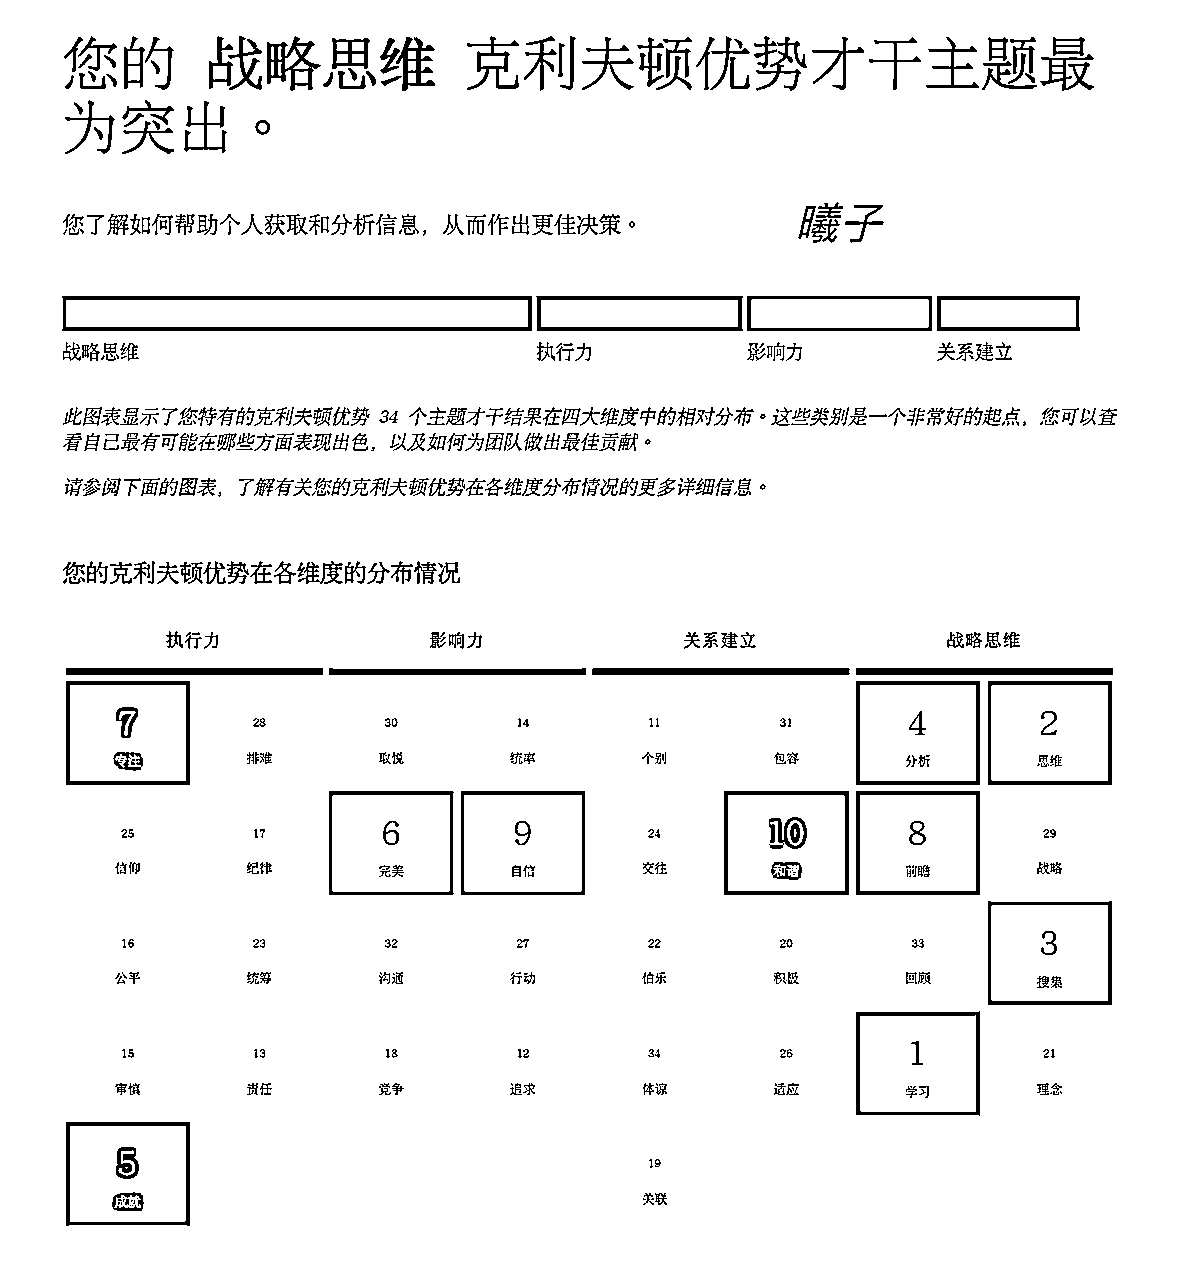 您的 战略思维 克利夫顿优势才干主题最
为突出。
您了解如何帮助个人获取和分析信息，从而作出更佳决策。
曦子
战略思维 执行力 影响力 关系建立
此图表显示了您特有的克利夫顿优势 34 个主题才干结果在四大维度中的相对分布。这些类别是一个非常好的起点，您可以查
看自己最有可能在哪些方面表现出色，以及如何为团队做出最佳贡献。
请参阅下面的图表，了解有关您的克利夫顿优势在各维度分布情况的更多详细信息。
您的克利夫顿优势在各维度的分布情况
执行力 影响力 关系建立 战略思维
7 28 30 14 11 31 4 2
专注 排难 取悦 统率 个别 包容 分析 思维
25 17 6 9 24 10 8 29
信仰 纪律 完美 自信 交往 和谐 前瞻 战略
16 23 32 27 22 20 33 3
公平 统筹 沟通 行动 伯乐 积极 回顾 搜集
15 13 18 12 34 26 1 21
审慎 责任 竞争 追求 体谅 适应 学习 理念
5 19
成就 关联